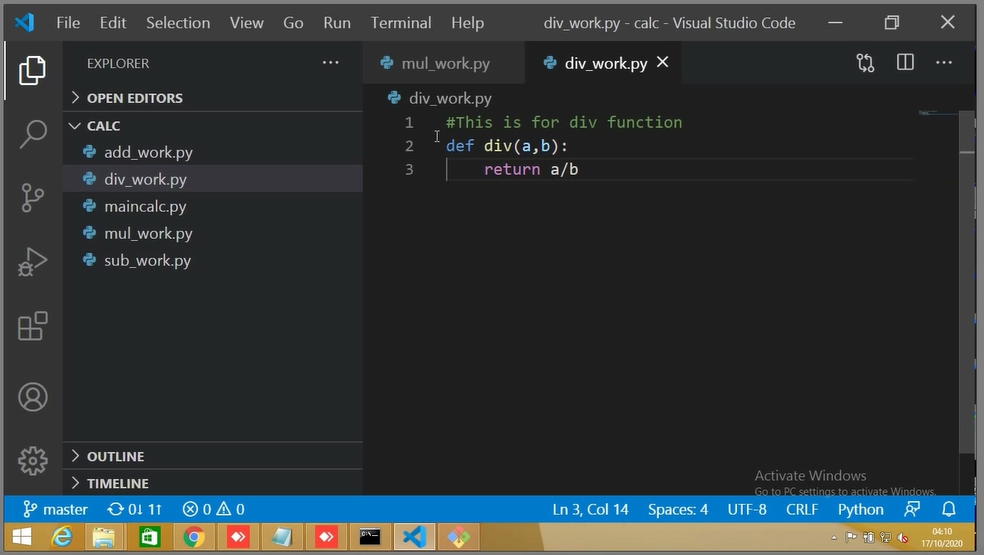 File Edit Selection View Go Run Terminal Help div_work.py - calc - Visual Studio Code
EXPLORER
OPEN EDITORS
CALC
add_work.py
div_work.py
maincalc.py
mul_work.py
sub_work.py
OUTLINE
TIMELINE
mul_work.py div_work.py
div_work.py
1 #This is for div function
2 def div(a,b):
3 return a/b
Activate Windows
Go to PC settings to activate Windows.
master 0↓ 1↑ 0 0 Ln 3, Col 14 Spaces: 4 UTF-8 CRLF Python
04:10
17/10/2020